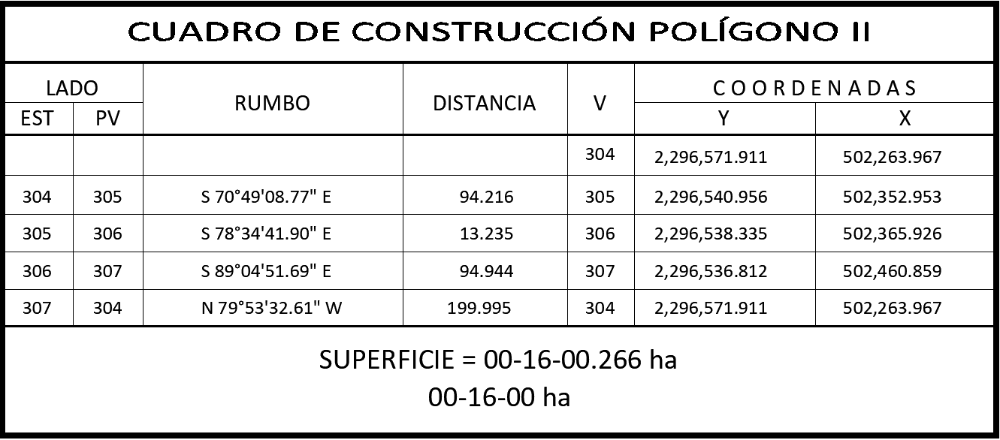 CUADRO DE CONSTRUCCIÓN POLÍGONO II
LADO RUMBO DISTANCIA V C O O R D E N A D A S
EST PV Y X
304 2,296,571.911 502,263.967
304 305 S 70°49'08.77" E 94.216 305 2,296,540.956 502,352.953
305 306 S 78°34'41.90" E 13.235 306 2,296,538.335 502,365.926
306 307 S 89°04'51.69" E 94.944 307 2,296,536.812 502,460.859
307 304 N 79°53'32.61" W 199.995 304 2,296,571.911 502,263.967
SUPERFICIE = 00-16-00.266 ha
00-16-00 ha